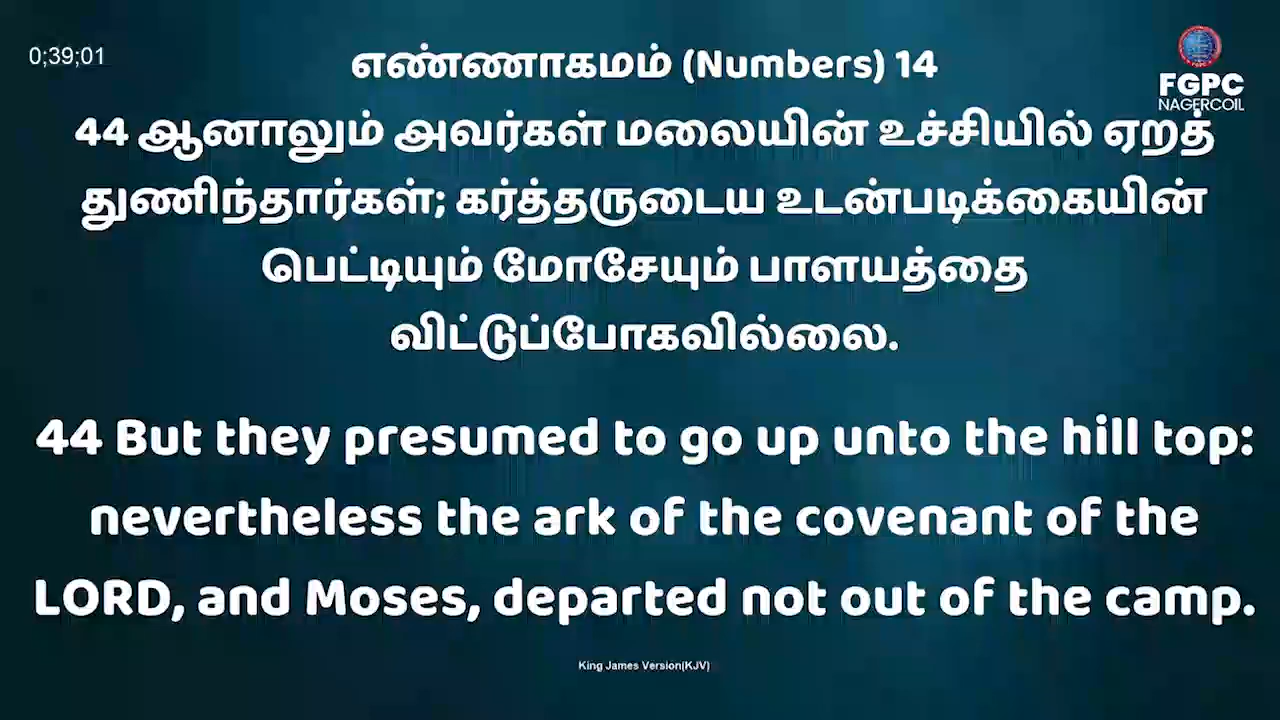 0;39;01
எண்ணாகமம் (Numbers) 14
FGPC
NAGERCOIL
44 ஆனாலும் அவர்கள் மலையின் உச்சியில் ஏறத்
துணிந்தார்கள்; கர்த்தருடைய உடன்படிக்கையின்
பெட்டியும் மோசேயும் பாளயத்தை
விட்டுப்போகவில்லை.
44 But they presumed to go up unto the hill top:
nevertheless the ark of the covenant of the
LORD, and Moses, departed not out of the camp.
King James Version(KJV)